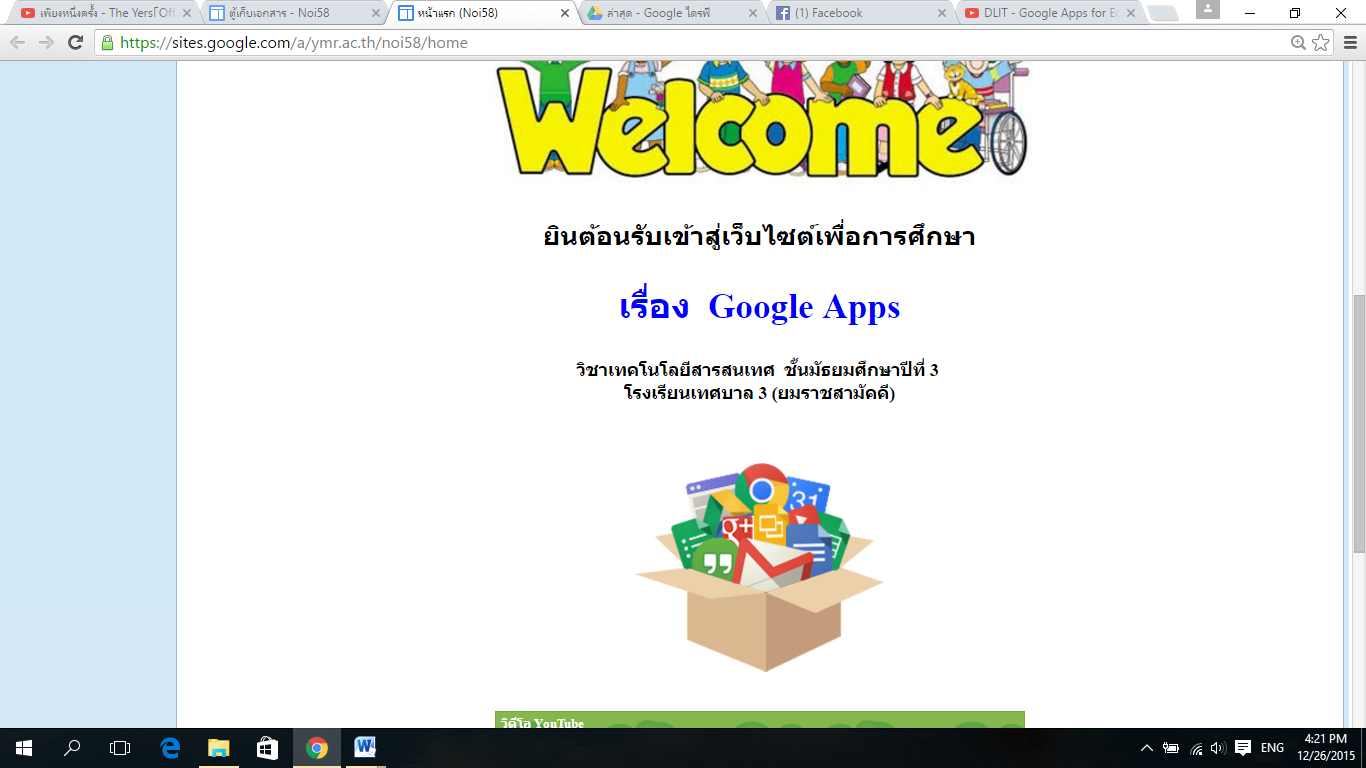 เพียงหนึ่งครั้ง - The Yers「Off
ตู้เก็บเอกสาร - Noi58
หน้าแรก (Noi58)
ล่าสุด - Google ไดรฟ์
(1) Facebook
DLIT - Google Apps for Ed
https://sites.google.com/a/ymr.ac.th/noi58/home
Welcome
ยินต้อนรับเข้าสู่เว็บไซต์เพื่อการศึกษา
เรื่อง Google Apps
วิชาเทคโนโลยีสารสนเทศ ชั้นมัธยมศึกษาปีที่ 3
โรงเรียนเทศบาล 3 (ยมราชสามัคคี)
31
g+
วิดีโอ YouTube
ENG
4:21 PM
12/26/2015